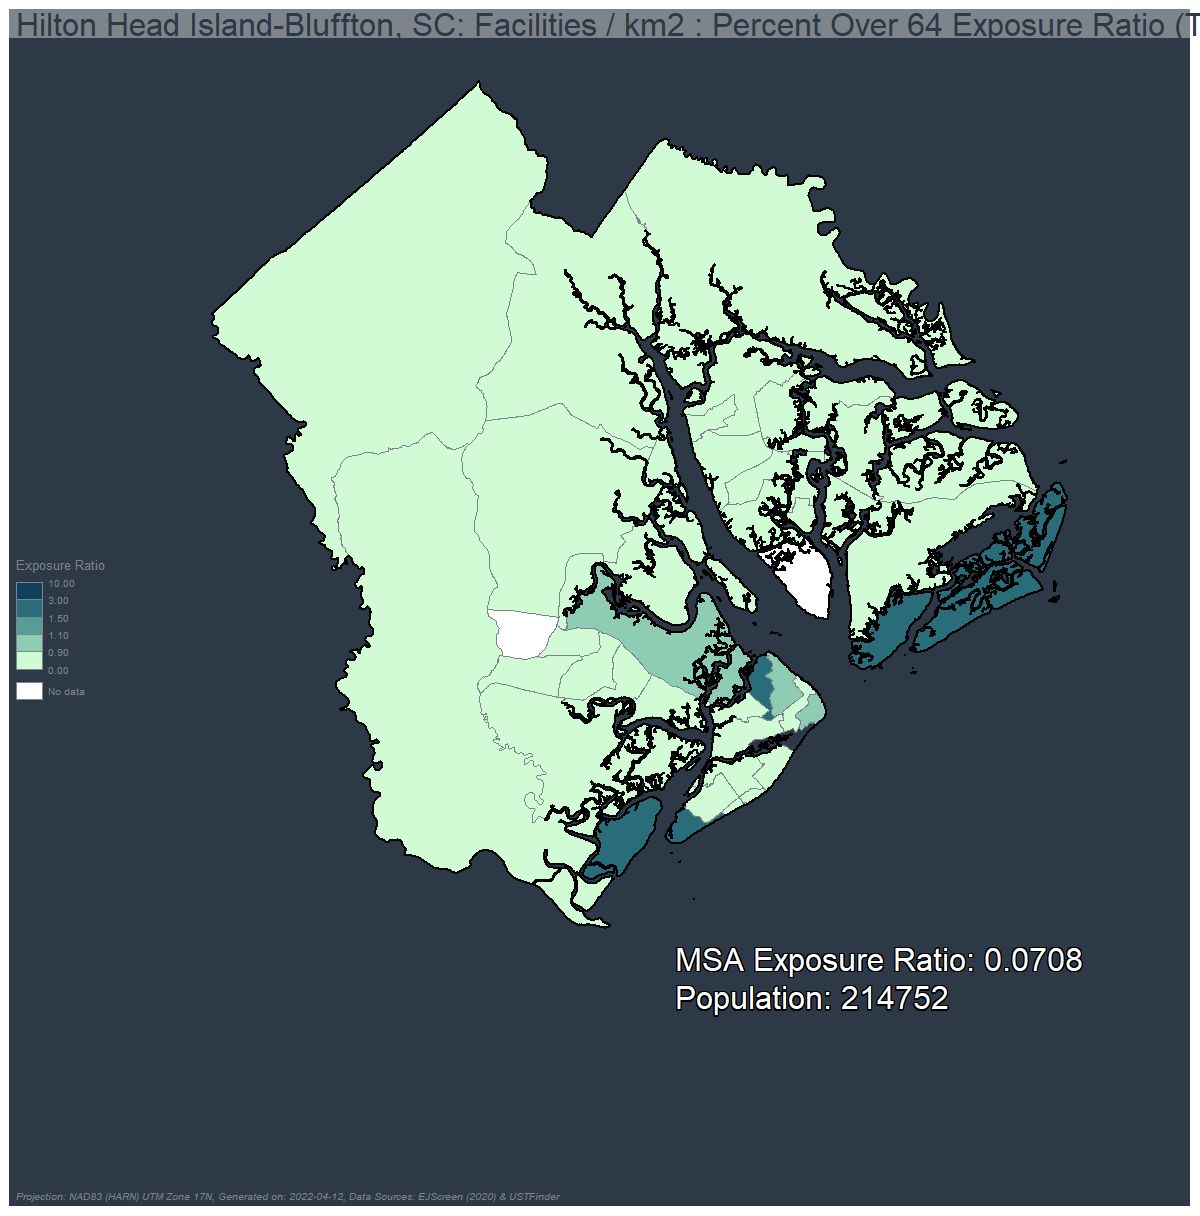 Hilton Head Island-Bluffton, SC: Facilities / km2 : Percent Over 64 Exposure Ratio (T
Exposure Ratio
10.00
3.00
1.50
1.10
0.90
0.00
No data
MSA Exposure Ratio: 0.0708
Population: 214752
Projection: NAD83 (HARN) UTM Zone 17N, Generated on: 2022-04-12, Data Sources: EJScreen (2020) & USTFinder